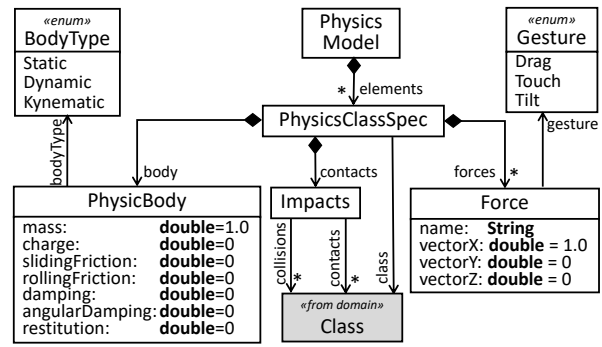 «enum»
BodyType
Static
Dynamic
Kynematic
Physics
Model
«enum»
Gesture
Drag
Touch
Tilt
* elements
PhysicsClassSpec
bodyType
body
contacts
forces *
gesture
PhysicBody
mass: double=1.0
charge: double=0
slidingFriction: double=0
rollingFriction: double=0
damping: double=0
angularDamping: double=0
restitution: double=0
Impacts
collisions
*
contacts
*
class
«from domain»
Class
Force
name: String
vectorX: double = 1.0
vectorY: double = 0
vectorZ: double = 0